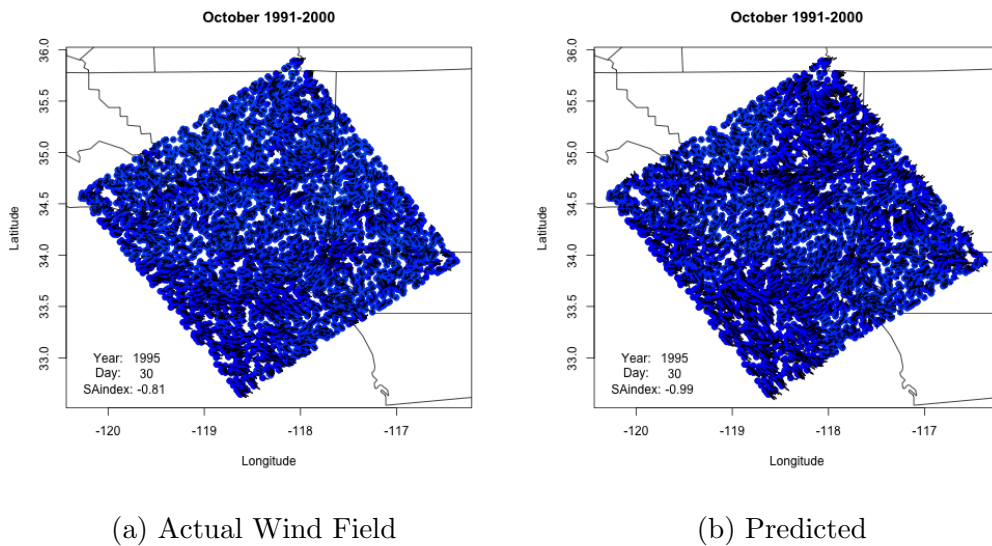 October 1991-2000
36.0
35.5
35.0
34.5
34.0
33.5
33.0
Latitude
Year: 1995
Day: 30
SAindex: -0.81
-120
-119
-118
-117
Longitude
(a) Actual Wind Field
October 1991-2000
36.0
35.5
35.0
34.5
34.0
33.5
33.0
Latitude
Year: 1995
Day: 30
SAindex: -0.99
-120
-119
-118
-117
Longitude
(b) Predicted